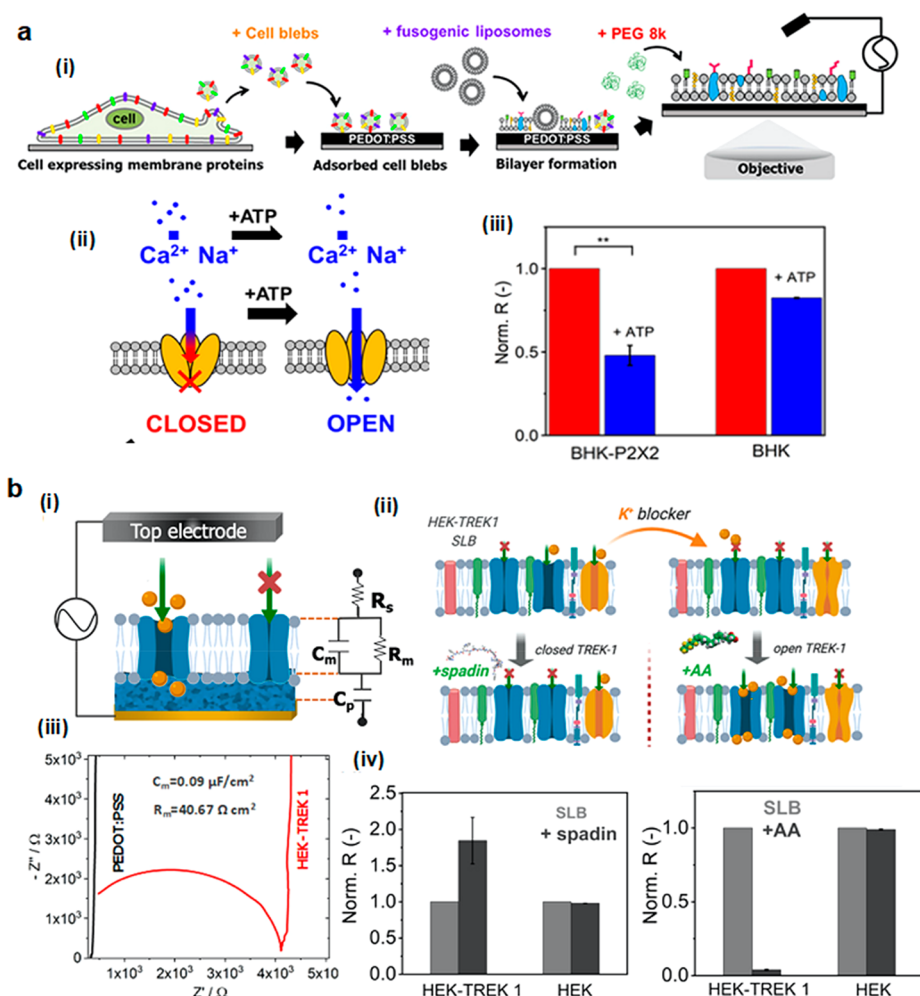 a
(i)
+ Cell blebs
+ fusogenic liposomes
+ PEG 8k
cell
PEDOT:PSS
PEDOT:PSS
Cell expressing membrane proteins
Adsorbed cell blebs
Bilayer formation
Objective
(ii)
+ATP
Ca²⁺ Na⁺
Ca²⁺ Na⁺
+ATP
CLOSED
OPEN
(iii)
Norm. R (-)
1.0
0.5
0.0
**
+ ATP
+ ATP
BHK-P2X2
BHK
b
(i)
Top electrode
Rs
Cm
Rm
Cp
(ii)
HEK-TREK1
SLB
K⁺ blocker
+spadin
closed TREK-1
+AA
open TREK-1
(iii)
- Z'' / Ω
5x10³
4x10³
3x10³
2x10³
1x10³
0
PEDOT:PSS
Cm=0.09 µF/cm²
Rm=40.67 Ω cm²
HEK-TREK 1
1x10³ 2x10³ 3x10³ 4x10³ 5x10³
Z'/ Ω
(iv)
Norm. R (-)
2.5
2.0
1.5
1.0
0.5
0.0
SLB
+ spadin
HEK-TREK 1
HEK
Norm. R (-)
1.0
0.5
0.0
SLB
+AA
HEK-TREK 1
HEK